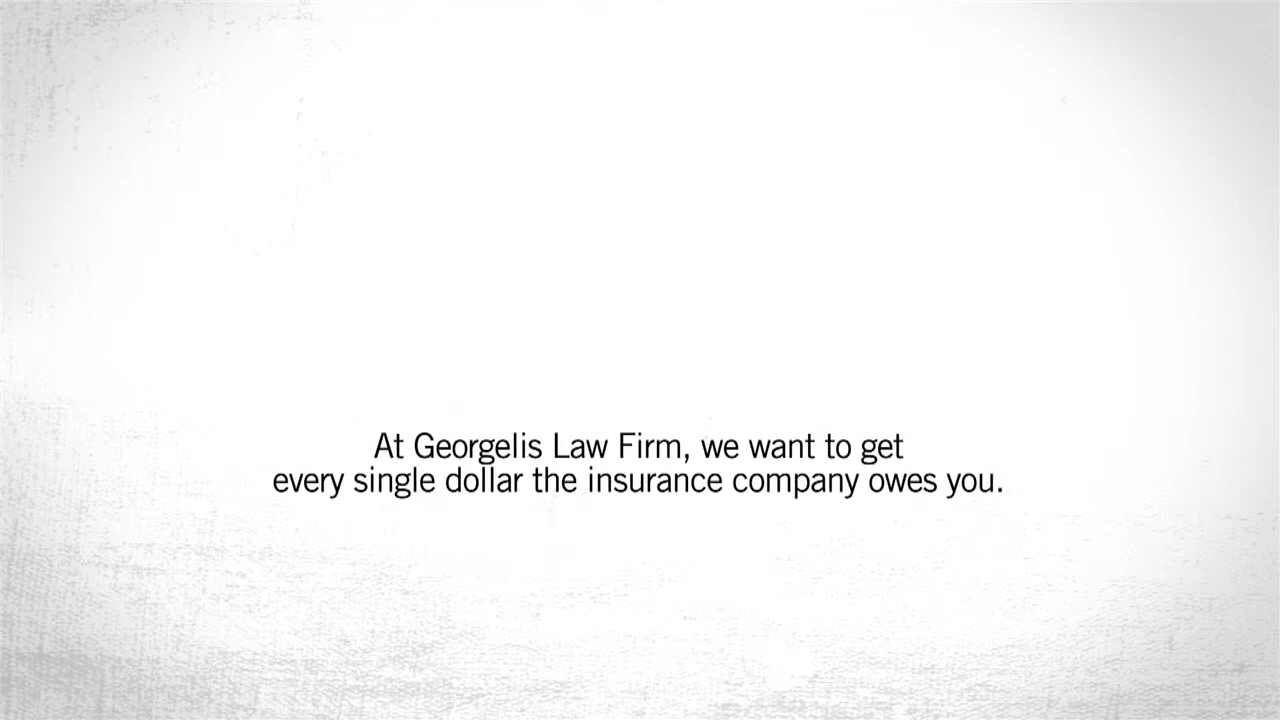 At Georgelis Law Firm, we want to get
every single dollar the insurance company owes you.